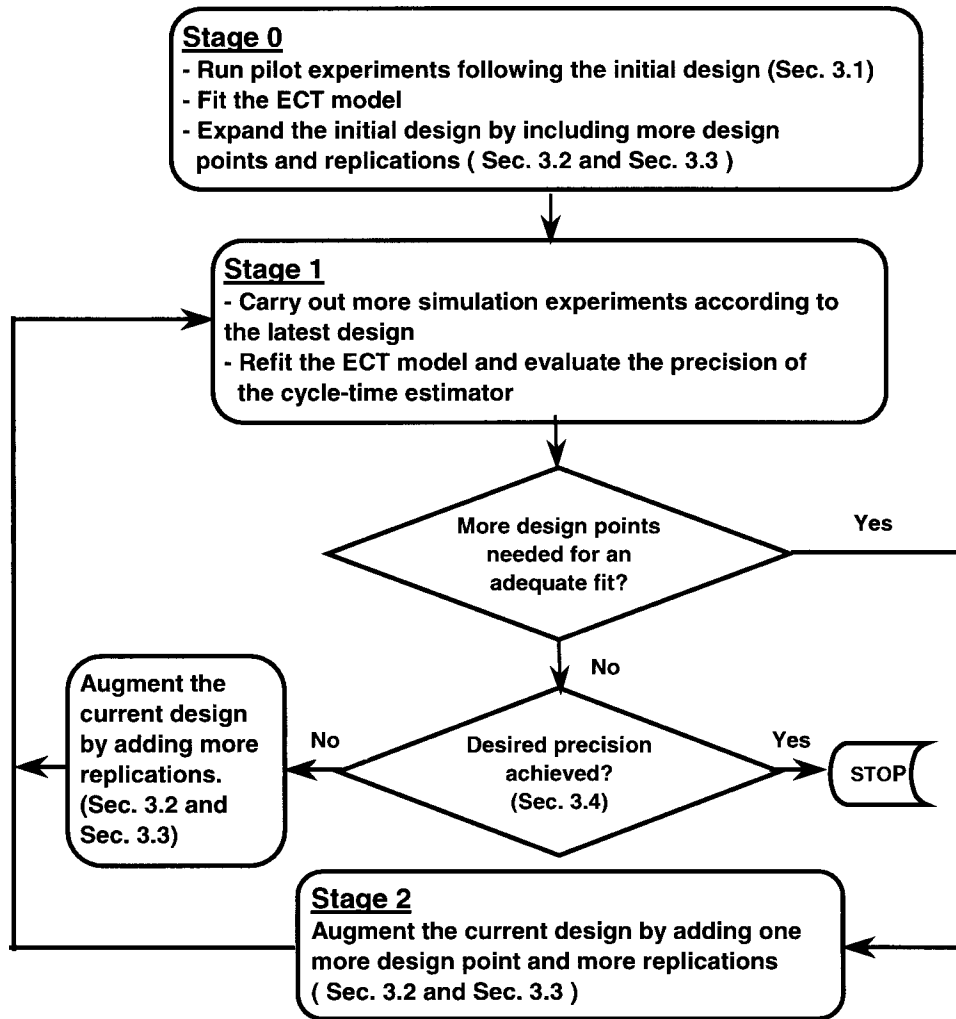 Stage 0
- Run pilot experiments following the initial design (Sec. 3.1)
- Fit the ECT model
- Expand the initial design by including more design
points and replications ( Sec. 3.2 and Sec. 3.3 )
Stage 1
- Carry out more simulation experiments according to
the latest design
- Refit the ECT model and evaluate the precision of
the cycle-time estimator
More design points
needed for an
adequate fit?
Yes
No
Augment the
current design
by adding more
replications.
(Sec. 3.2 and
Sec. 3.3)
No
Desired precision
achieved?
(Sec. 3.4)
Yes
STOP
Stage 2
Augment the current design by adding one
more design point and more replications
( Sec. 3.2 and Sec. 3.3 )